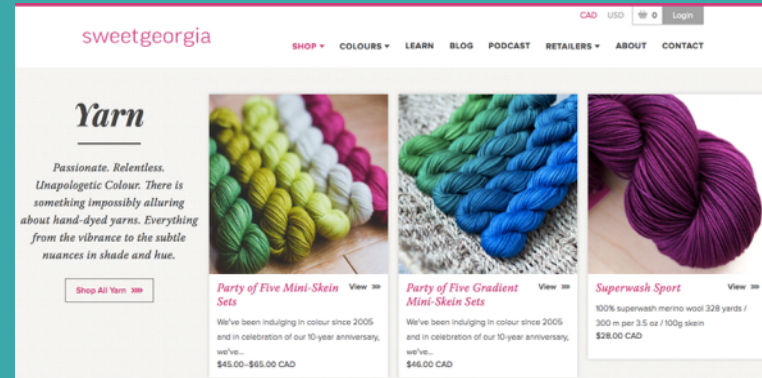 CAD USD 0 Login
sweetgeorgia
SHOP COLOURS LEARN BLOG PODCAST RETAILERS ABOUT CONTACT
Yarn
Passionate. Relentless.
Unapologetic Colour. There is
something impossibly alluring
about hand-dyed yarns. Everything
from the vibrance to the subtle
nuances in shade and hue.
Shop All Yarn
Party of Five Mini-Skein
Sets
View
We've been indulging in colour since 2005
and in celebration of our 10-year anniversary,
we've...
$45.00–$65.00 CAD
Party of Five Gradient
Mini-Skein Sets
View
We've been indulging in colour since 2005
and in celebration of our 10-year anniversary,
we've...
$46.00 CAD
Superwash Sport
View
100% superwash merino wool 328 yards /
300 m per 3.5 oz / 100g skein
$28.00 CAD